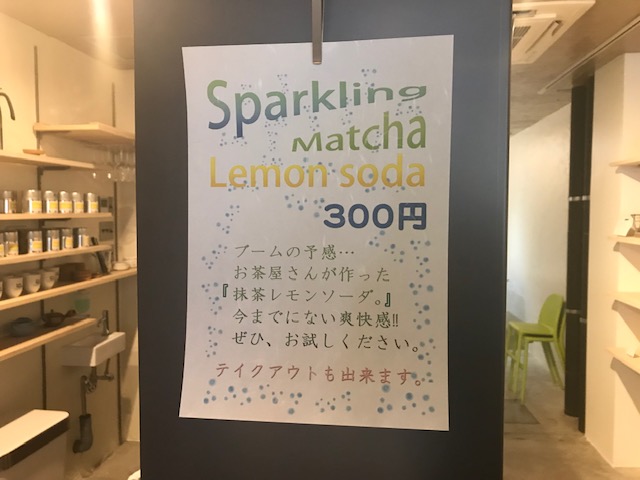 Sparkling
Matcha
Lemon soda
300円
ブームの予感…
お茶屋さんが作った
『抹茶レモンソーダ。』
今までにない爽快感!!
ぜひ、お試しください。
テイクアウトも出来ます。